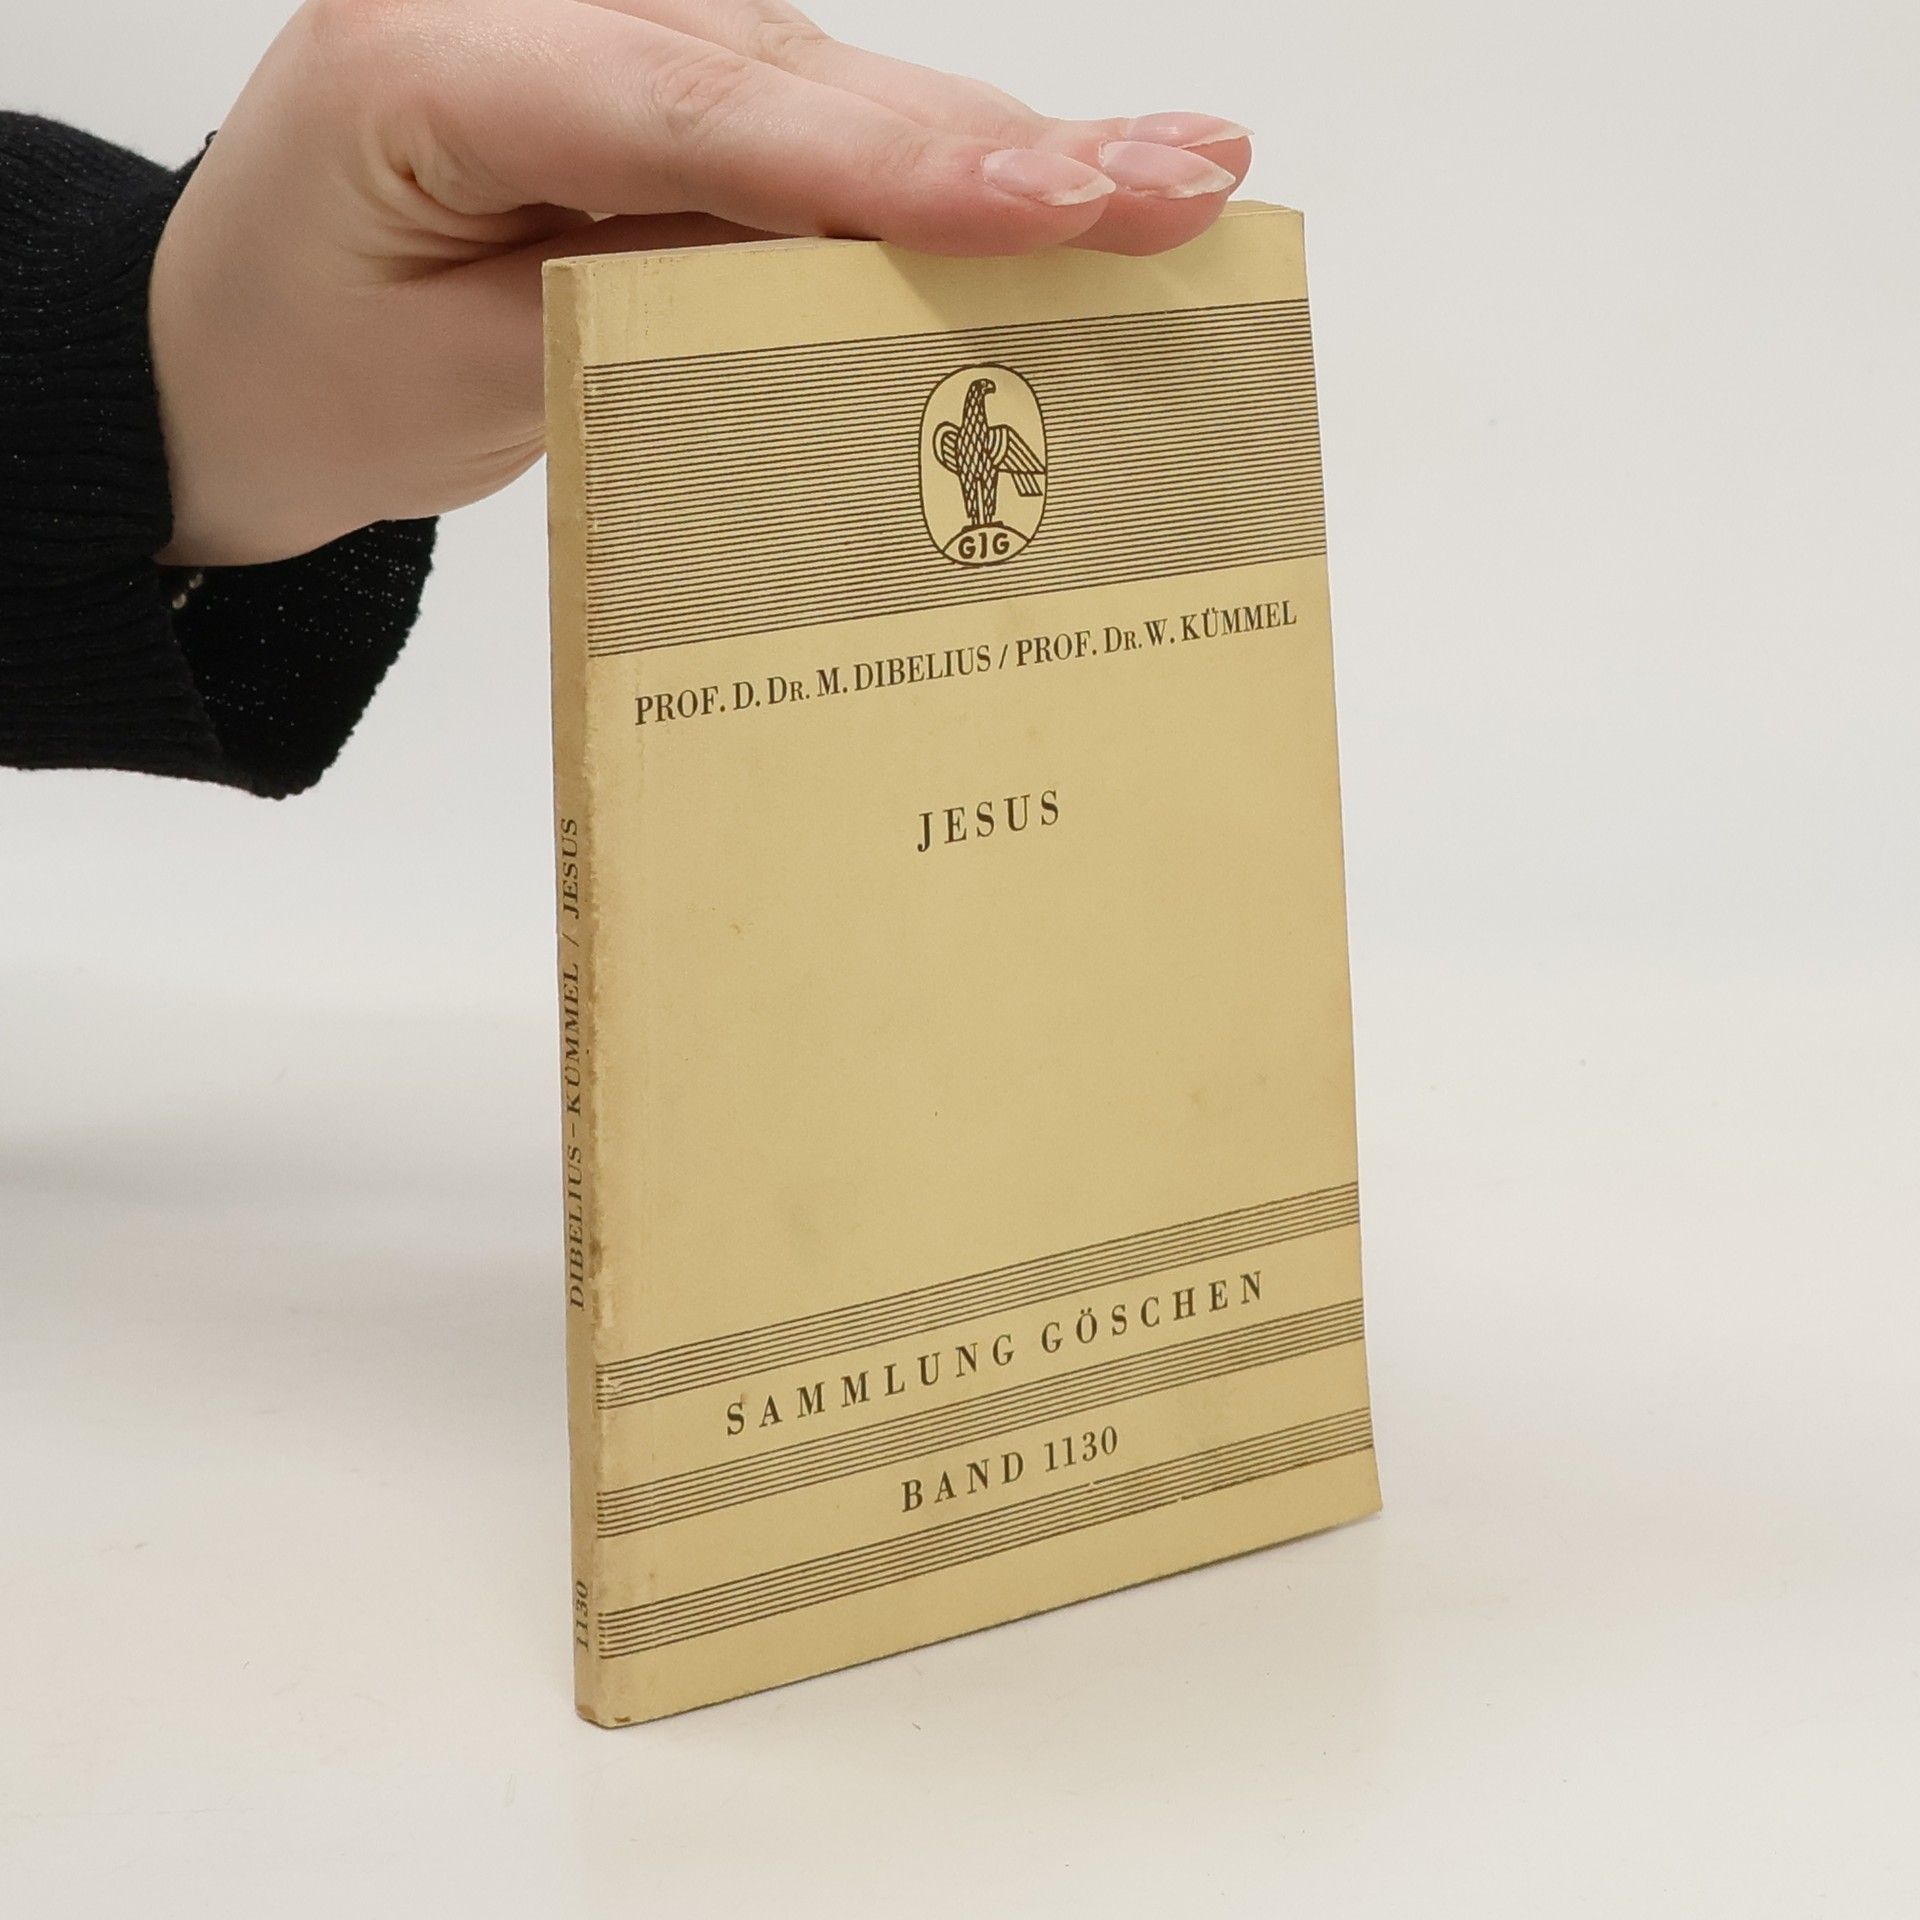 GJG
PROF. D. DR. M. DIBELIUS / PROF. DR. W. KÜMMEL
JESUS
SAMMLUNG GÖSCHEN
BAND 1130
DIBELIUS - KÜMMEL / JESUS
1130